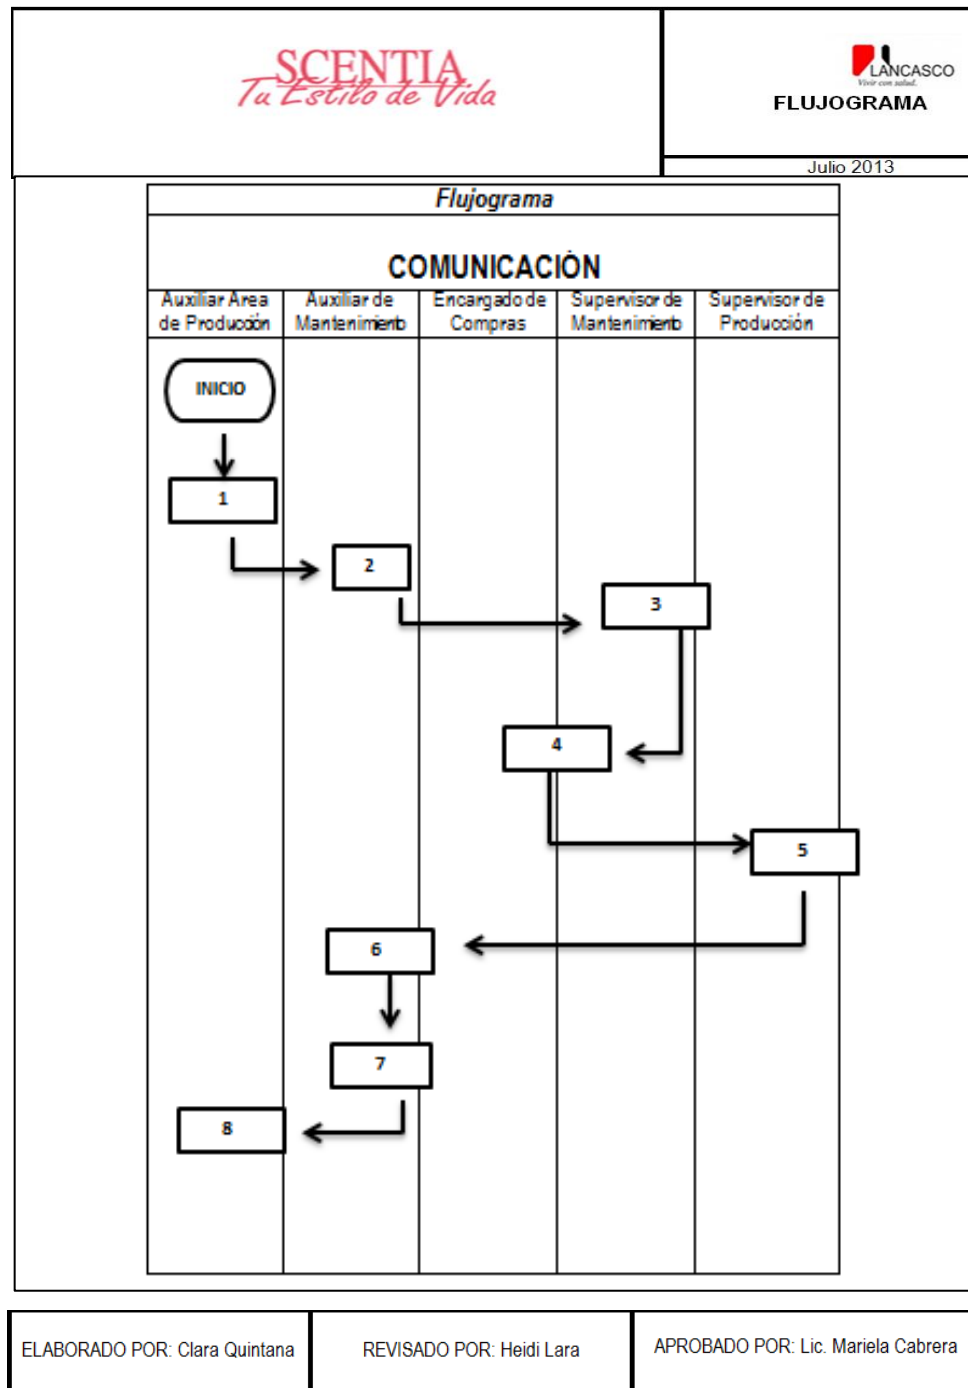 SCENTIA
Tu Estilo de Vida
LANCASCO
Vivir con salud.
FLUJOGRAMA
Julio 2013
Flujograma
COMUNICACIÓN
Auxiliar Area
de Producción
Auxiliar de
Mantenimiento
Encargado de
Compras
Supervisor de
Mantenimiento
Supervisor de
Producción
INICIO
1
2
3
4
5
6
7
8
ELABORADO POR: Clara Quintana
REVISADO POR: Heidi Lara
APROBADO POR: Lic. Mariela Cabrera